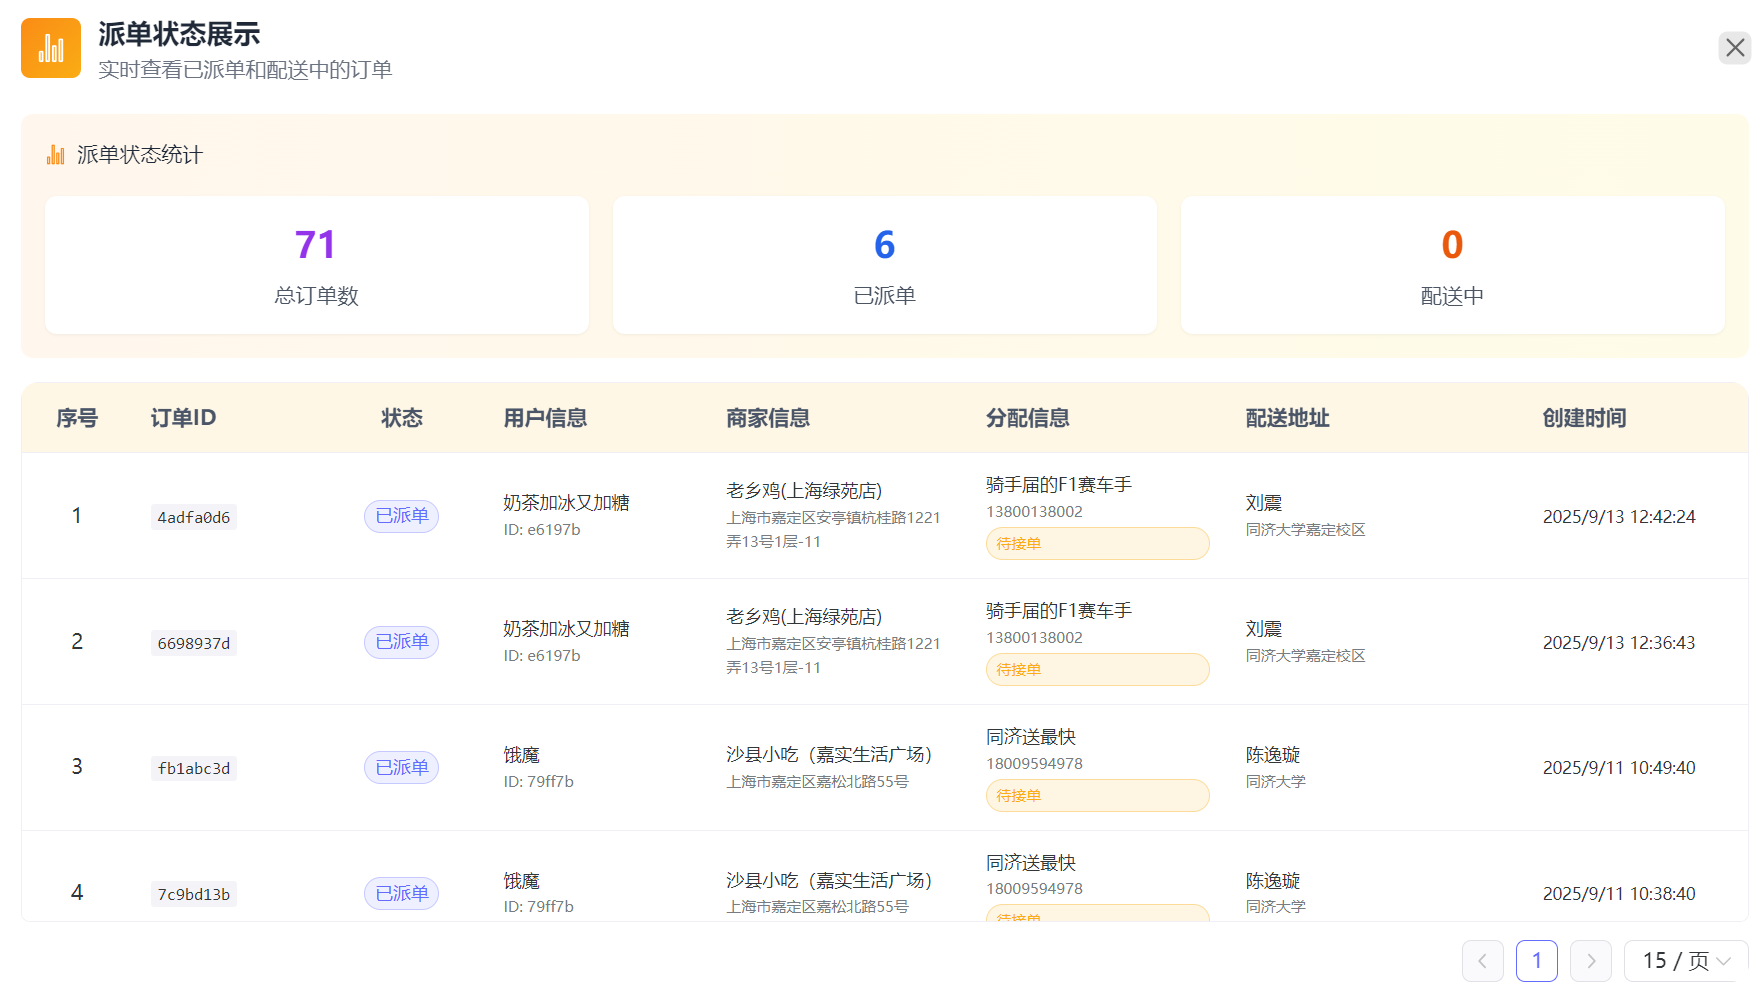 派单状态展示
实时查看已派单和配送中的订单
派单状态统计
71
总订单数
6
已派单
0
配送中
序号 订单ID 状态 用户信息 商家信息 分配信息 配送地址 创建时间
1
4adfa0d6
已派单
奶茶加冰又加糖
ID: e6197b
老乡鸡(上海绿苑店)
上海市嘉定区安亭镇杭桂路1221
弄13号1层-11
骑手届的F1赛车手
13800138002
待接单
刘震
同济大学嘉定校区
2025/9/13 12:42:24
2
6698937d
已派单
奶茶加冰又加糖
ID: e6197b
老乡鸡(上海绿苑店)
上海市嘉定区安亭镇杭桂路1221
弄13号1层-11
骑手届的F1赛车手
13800138002
待接单
刘震
同济大学嘉定校区
2025/9/13 12:36:43
3
fb1abc3d
已派单
饿魔
ID: 79ff7b
沙县小吃（嘉实生活广场）
上海市嘉定区嘉松北路55号
同济送最快
18009594978
待接单
陈逸璇
同济大学
2025/9/11 10:49:40
4
7c9bd13b
已派单
饿魔
ID: 79ff7b
沙县小吃（嘉实生活广场）
上海市嘉定区嘉松北路55号
同济送最快
18009594978
待接单
陈逸璇
同济大学
2025/9/11 10:38:40
1
15 / 页